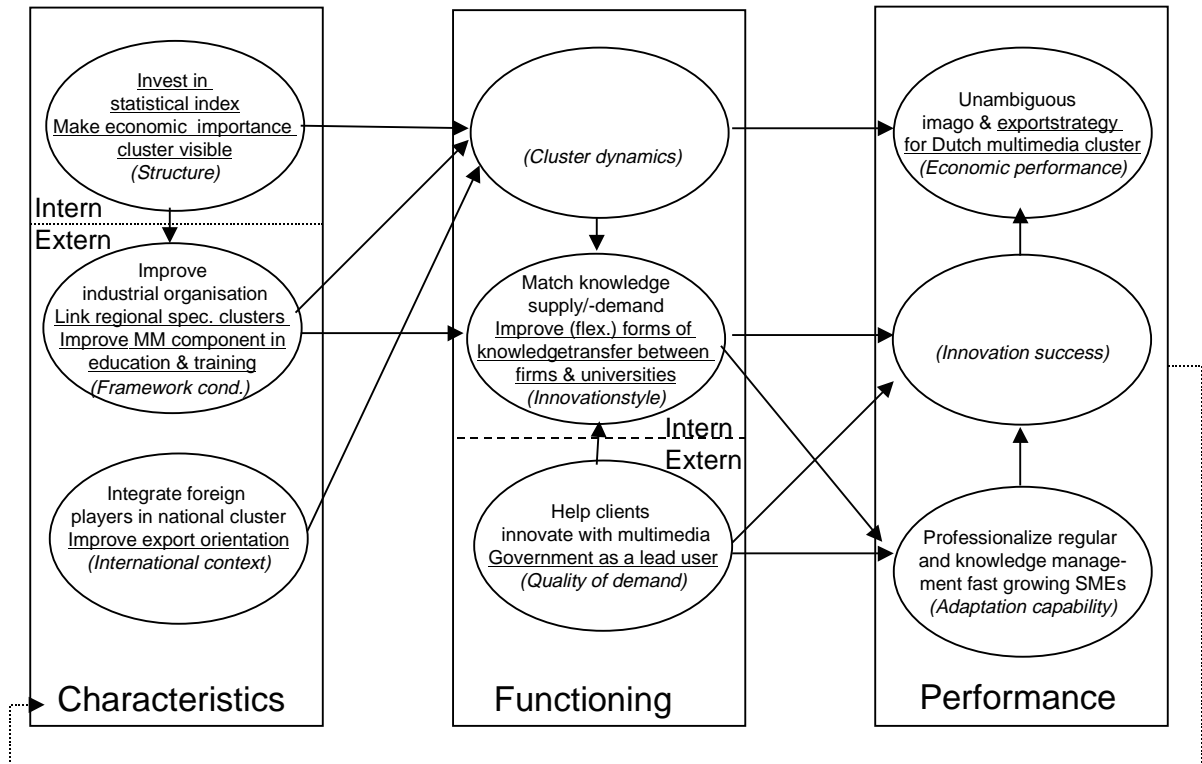 Invest in
statistical index
Make economic importance
cluster visible
(Structure)
Intern
Extern
Improve
industrial organisation
Link regional spec. clusters
Improve MM component in
education & training
(Framework cond.)
Integrate foreign
players in national cluster
Improve export orientation
(International context)
Characteristics
(Cluster dynamics)
Match knowledge
supply/-demand
Improve (flex.) forms of
knowledgetransfer between
firms & universities
(Innovationstyle)
Intern
Extern
Help clients
innovate with multimedia
Government as a lead user
(Quality of demand)
Functioning
Unambiguous
imago & exportstrategy
for Dutch multimedia cluster
(Economic performance)
(Innovation success)
Professionalize regular
and knowledge manage-
ment fast growing SMEs
(Adaptation capability)
Performance